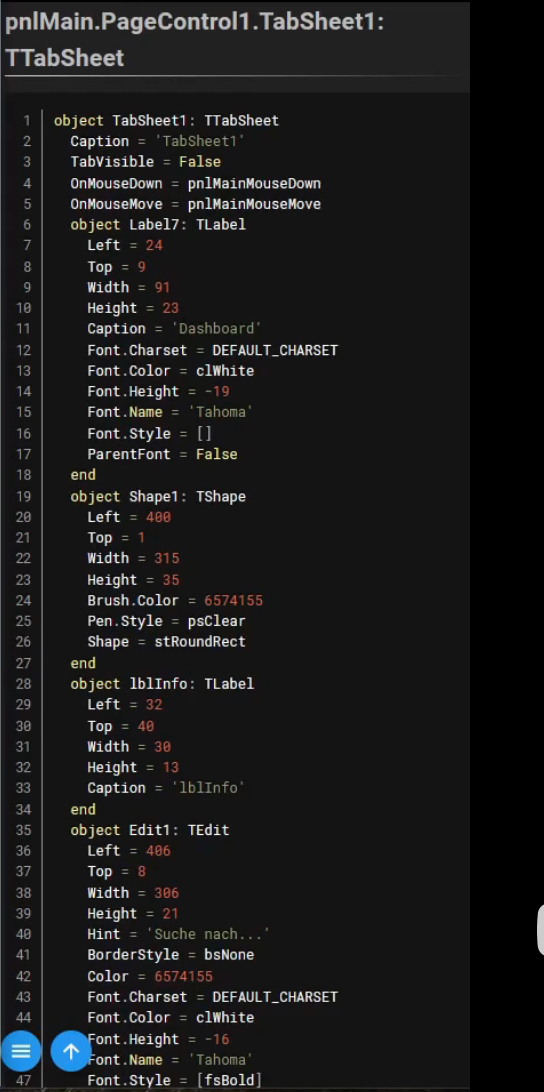 pnlMain.PageControl1.TabSheet1:
TTabSheet
1 object TabSheet1: TTabSheet
2 Caption = 'TabSheet1'
3 TabVisible = False
4 OnMouseDown = pnlMainMouseDown
5 OnMouseMove = pnlMainMouseMove
6 object Label7: TLabel
7 Left = 24
8 Top = 9
9 Width = 91
10 Height = 23
11 Caption = 'Dashboard'
12 Font.Charset = DEFAULT_CHARSET
13 Font.Color = clWhite
14 Font.Height = -19
15 Font.Name = 'Tahoma'
16 Font.Style = []
17 ParentFont = False
18 end
19 object Shape1: TShape
20 Left = 400
21 Top = 1
22 Width = 315
23 Height = 35
24 Brush.Color = 6574155
25 Pen.Style = psClear
26 Shape = stRoundRect
27 end
28 object lblInfo: TLabel
29 Left = 32
30 Top = 40
31 Width = 30
32 Height = 13
33 Caption = 'lblInfo'
34 end
35 object Edit1: TEdit
36 Left = 406
37 Top = 8
38 Width = 306
39 Height = 21
40 Hint = 'Suche nach...'
41 BorderStyle = bsNone
42 Color = 6574155
43 Font.Charset = DEFAULT_CHARSET
44 Font.Color = clWhite
Font.Height = -16
Font.Name = 'Tahoma'
47 Font.Style = [fsBold]